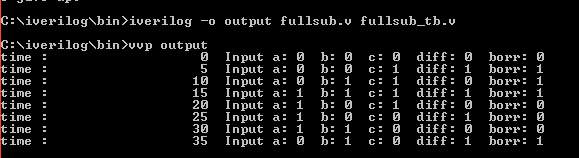 C:\iverilog\bin>iverilog -o output fullsub.v fullsub_tb.v
C:\iverilog\bin>vvp output
time : 0 Input a: 0 b: 0 c: 0 diff: 0 borr: 0
time : 5 Input a: 0 b: 0 c: 1 diff: 1 borr: 1
time : 10 Input a: 0 b: 1 c: 0 diff: 1 borr: 1
time : 15 Input a: 1 b: 1 c: 1 diff: 1 borr: 1
time : 20 Input a: 1 b: 0 c: 0 diff: 1 borr: 0
time : 25 Input a: 1 b: 0 c: 1 diff: 0 borr: 0
time : 30 Input a: 1 b: 1 c: 0 diff: 0 borr: 0
time : 35 Input a: 0 b: 1 c: 1 diff: 0 borr: 1